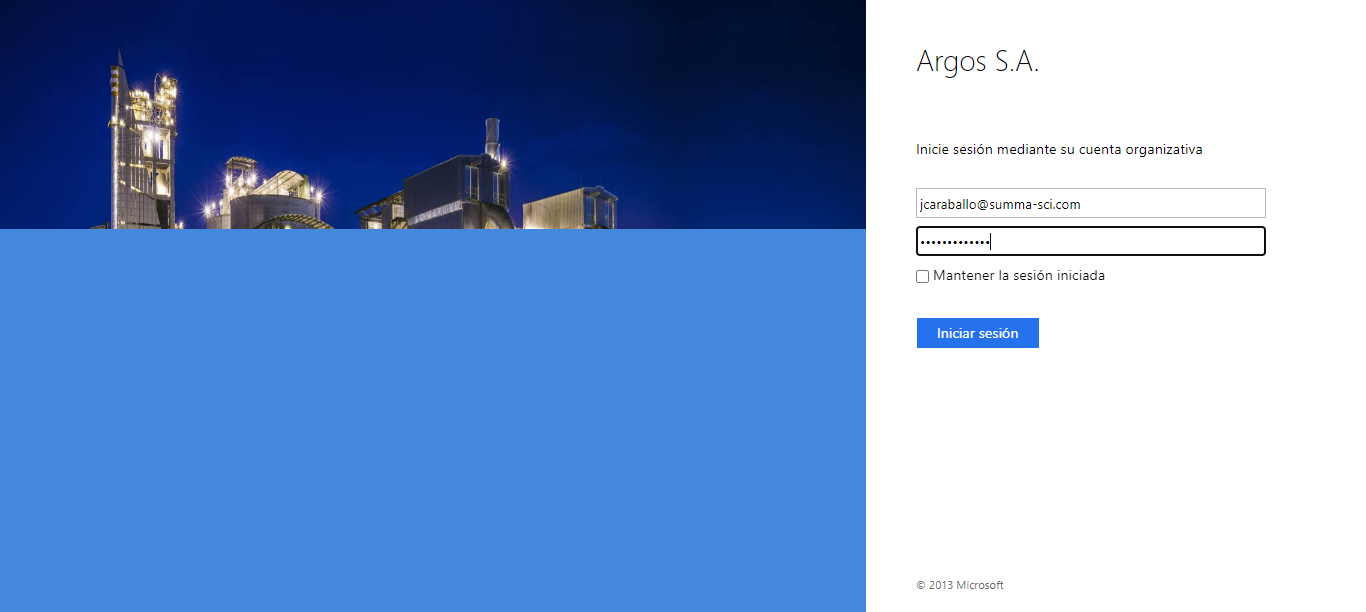 Argos S.A.
Inicie sesión mediante su cuenta organizativa
jcaraballo@summa-sci.com
•••••••••••••
Mantener la sesión iniciada
Iniciar sesión
© 2013 Microsoft